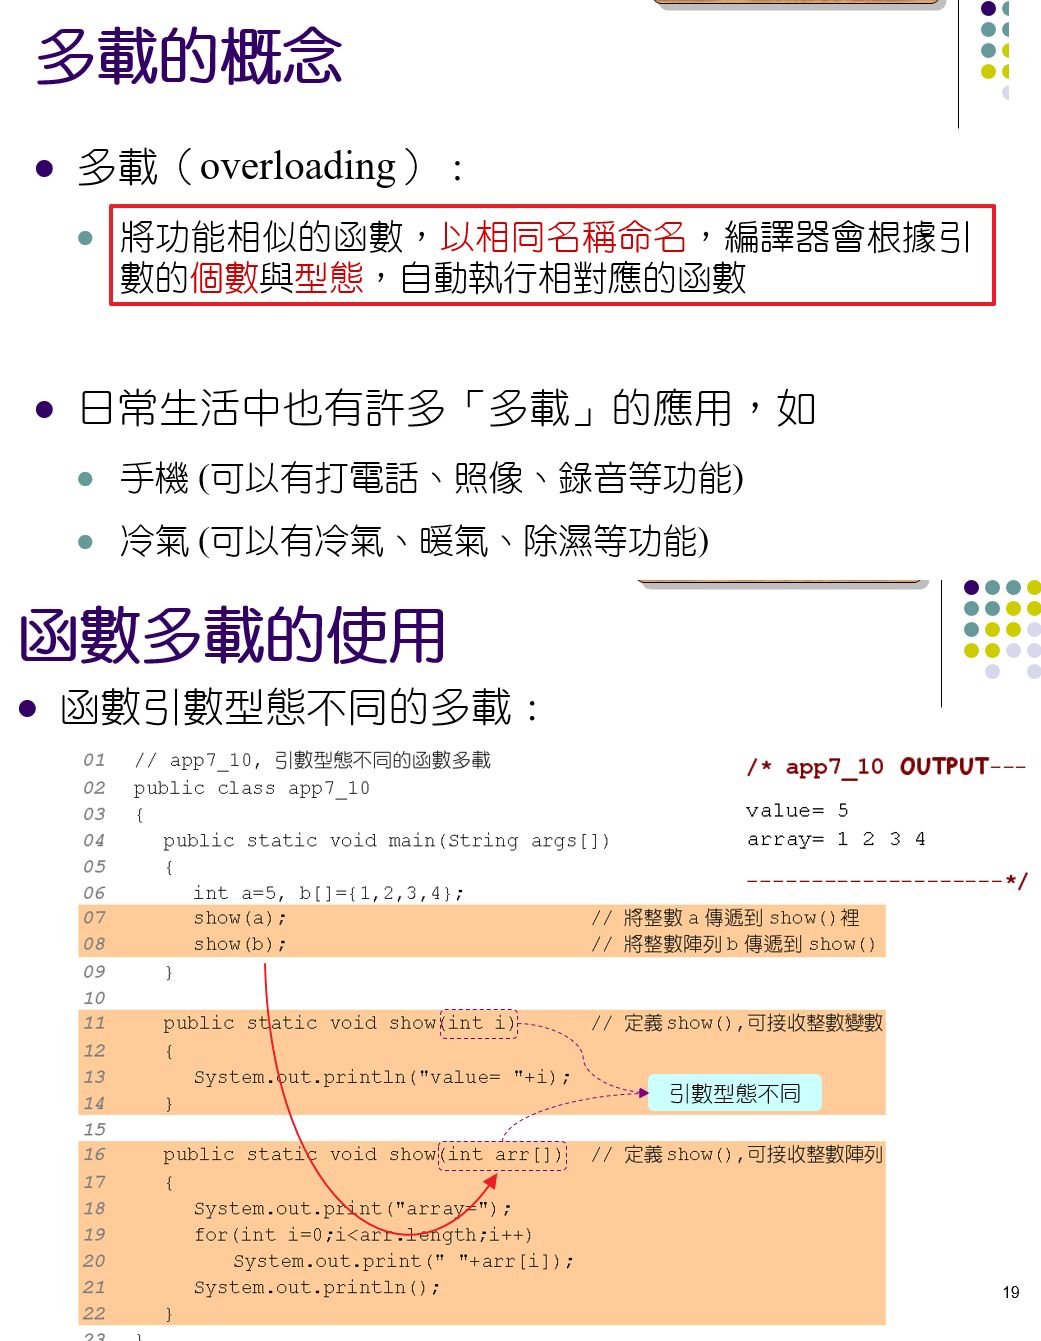 多載的概念
多載（overloading）：
將功能相似的函數，以相同名稱命名，編譯器會根據引
數的個數與型態，自動執行相對應的函數
日常生活中也有許多「多載」的應用，如
手機 (可以有打電話、照像、錄音等功能)
冷氣 (可以有冷氣、暖氣、除濕等功能)
函數多載的使用
函數引數型態不同的多載：
01 // app7_10, 引數型態不同的函數多載
02 public class app7_10
03 {
04 public static void main(String args[])
05 {
06 int a=5, b[]={1,2,3,4};
07 show(a); // 將整數 a 傳遞到 show()裡
08 show(b); // 將整數陣列 b 傳遞到 show()
09 }
10
11 public static void show(int i) // 定義 show(),可接收整數變數
12 {
13 System.out.println("value= "+i);
14 }
15
16 public static void show(int arr[]) // 定義 show(),可接收整數陣列
17 {
18 System.out.print("array=");
19 for(int i=0;i<arr.length;i++)
20 System.out.print(" "+arr[i]);
21 System.out.println();
22 }
23 }
引數型態不同
/* app7_10 OUTPUT---
value= 5
array= 1 2 3 4
--------------------*/
19